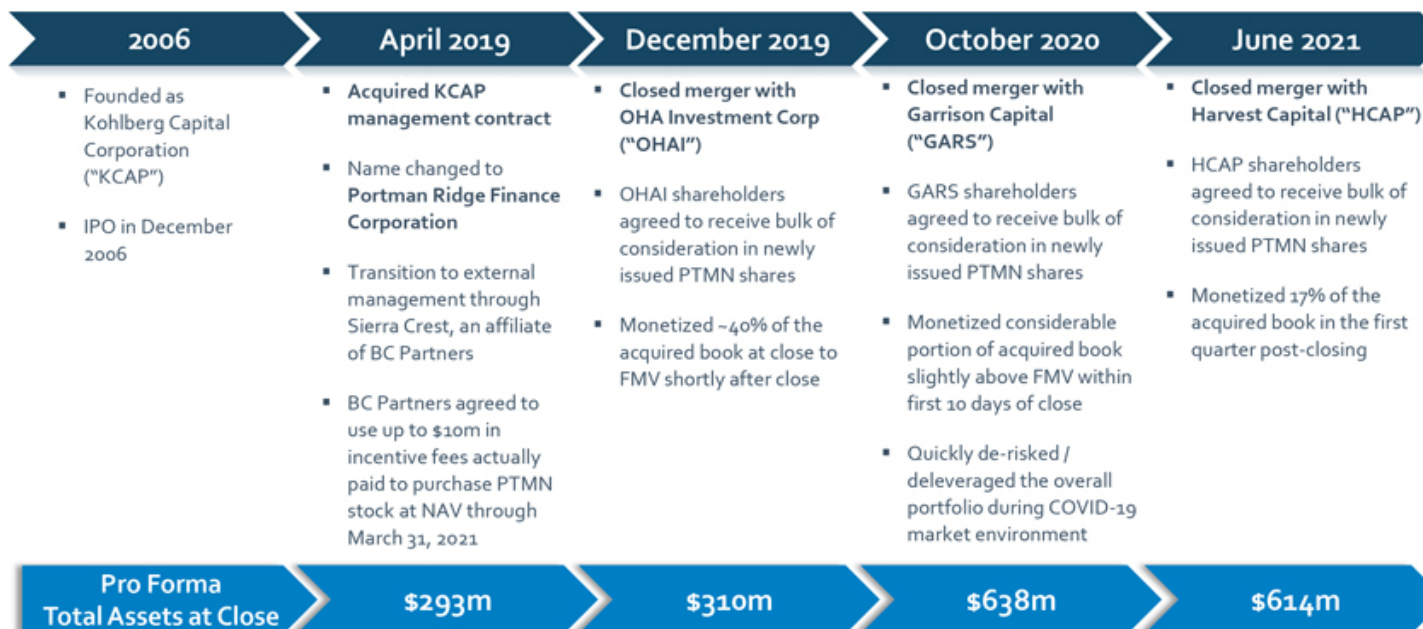 2006
April 2019
December 2019
October 2020
June 2021
▪ Founded as
Kohlberg Capital
Corporation
("KCAP")
▪ IPO in December
2006
▪ Acquired KCAP
management contract
▪ Name changed to
Portman Ridge Finance
Corporation
▪ Transition to external
management through
Sierra Crest, an affiliate
of BC Partners
▪ BC Partners agreed to
use up to $10m in
incentive fees actually
paid to purchase PTMN
stock at NAV through
March 31, 2021
▪ Closed merger with
OHA Investment Corp
("OHAI")
▪ OHAI shareholders
agreed to receive bulk of
consideration in newly
issued PTMN shares
▪ Monetized ~40% of the
acquired book at close to
FMV shortly after close
▪ Closed merger with
Garrison Capital
("GARS")
▪ GARS shareholders
agreed to receive bulk of
consideration in newly
issued PTMN shares
▪ Monetized considerable
portion of acquired book
slightly above FMV within
first 10 days of close
▪ Quickly de-risked /
deleveraged the overall
portfolio during COVID-19
market environment
▪ Closed merger with
Harvest Capital ("HCAP")
▪ HCAP shareholders
agreed to receive bulk of
consideration in newly
issued PTMN shares
▪ Monetized 17% of the
acquired book in the first
quarter post-closing
Pro Forma
Total Assets at Close
$293m
$310m
$638m
$614m